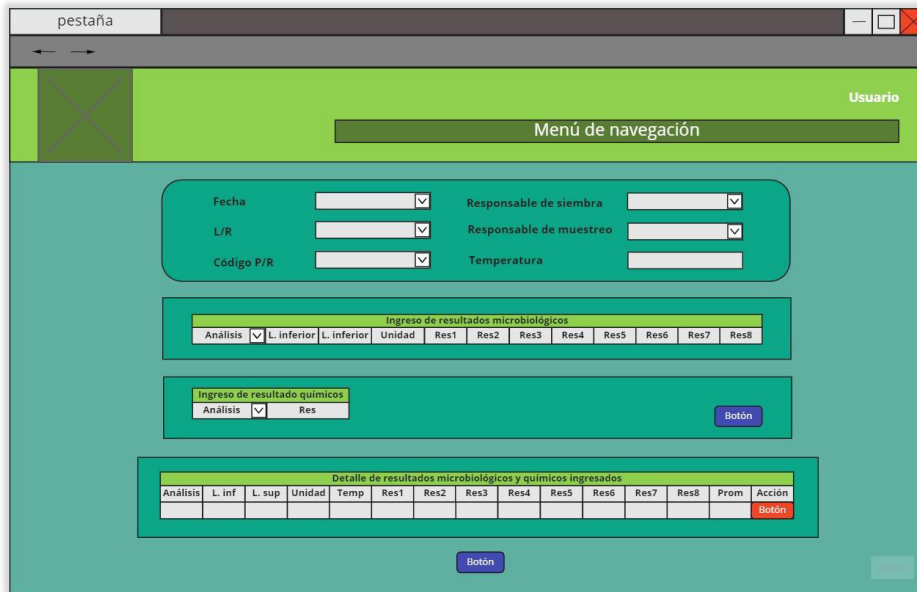 pestaña
Usuario
Menú de navegación
Fecha
Responsable de siembra
L/R
Responsable de muestreo
Código P/R
Temperatura
Ingreso de resultados microbiológicos
Análisis L. inferior L. inferior Unidad Res1 Res2 Res3 Res4 Res5 Res6 Res7 Res8
Ingreso de resultado químicos
Análisis Res
Botón
Detalle de resultados microbiológicos y químicos ingresados
Análisis L. inf L. sup Unidad Temp Res1 Res2 Res3 Res4 Res5 Res6 Res7 Res8 Prom Acción
Botón
Botón